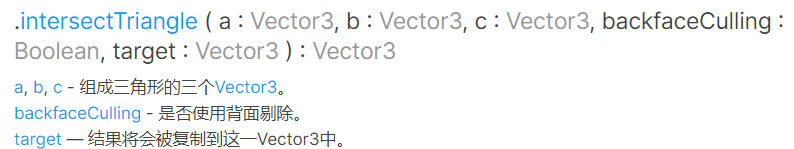 .intersectTriangle ( a : Vector3, b : Vector3, c : Vector3, backfaceCulling :
Boolean, target : Vector3 ) : Vector3
a, b, c - 组成三角形的三个Vector3。
backfaceCulling - 是否使用背面剔除。
target — 结果将会被复制到这一Vector3中。